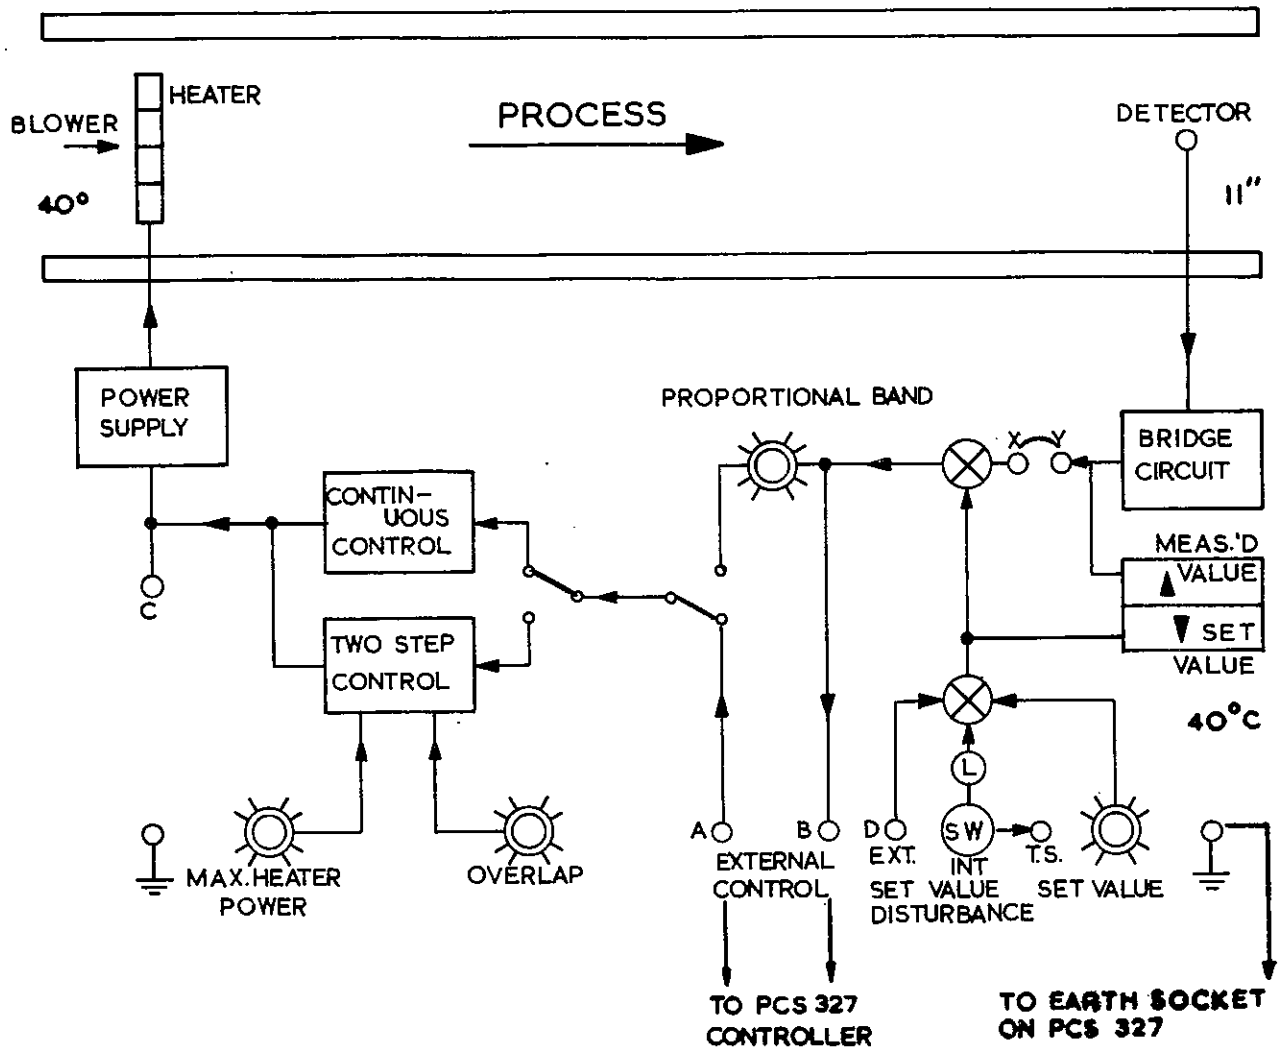 HEATER
BLOWER
PROCESS
DETECTOR
40°
11"
POWER
SUPPLY
PROPORTIONAL BAND
X Y
BRIDGE
CIRCUIT
CONTIN-
UOUS
CONTROL
MEAS.'D
VALUE
SET
VALUE
C
TWO STEP
CONTROL
40°C
L
A
B
D
SW
EXT.
INT
T.S.
MAX. HEATER
POWER
OVERLAP
EXTERNAL
CONTROL
SET VALUE
DISTURBANCE
SET VALUE
TO PCS 327
CONTROLLER
TO EARTH SOCKET
ON PCS 327